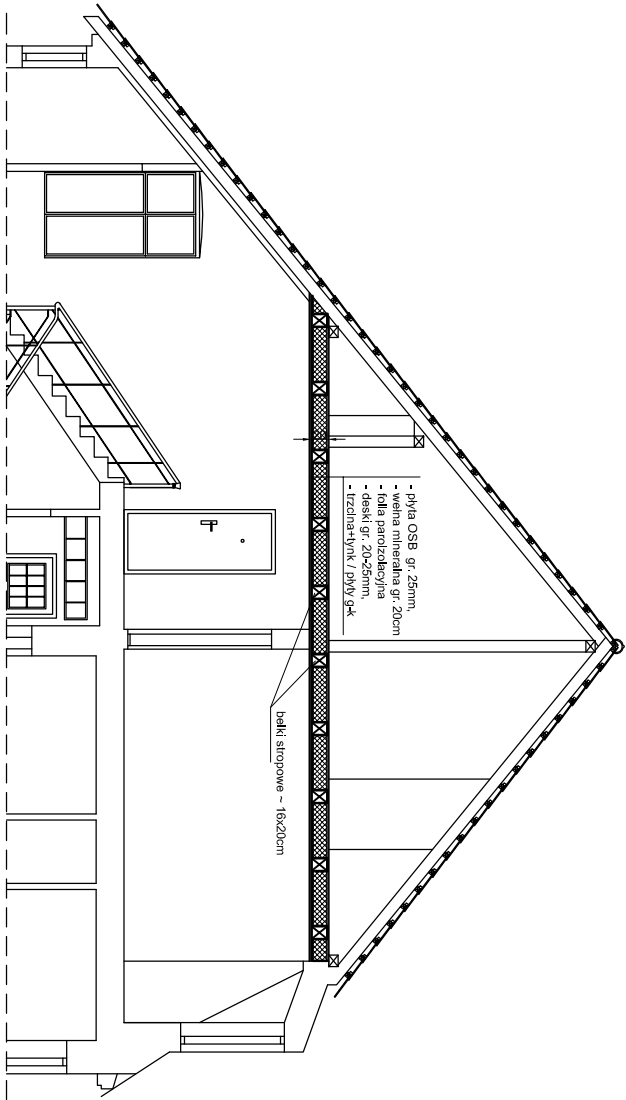 - płyta OSB  gr. 25mm,
- wełna mineralna gr. 20cm
- folia paroizolacyjna
- deski gr. 20-25mm,
- trzcina+tynk / płyty g-k
belki stropowe ~ 16x20cm